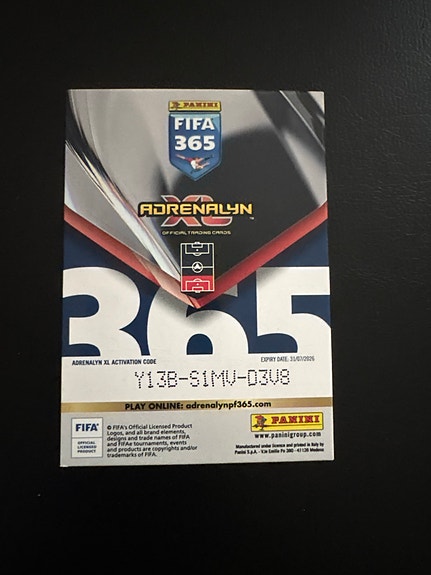 PANINI
FIFA
365
ADRENALYN
XL
™
OFFICIAL TRADING CARDS
365
ADRENALYN XL ACTIVATION CODE
EXPIRY DATE: 31/07/2026
Y13B-S1MV-D3V8
PLAY ONLINE: adrenalynpf365.com
FIFA®
OFFICIAL
LICENSED
PRODUCT
© FIFA's Official Licensed Product
Logos, and all brand elements,
designs and trade names of FIFA
and FIFA® tournaments, events
and products are copyrights and/or
trademarks of FIFA.
PANINI
www.paninigroup.com
Manufactured under licence and printed in Italy by
Panini S.p.A. - V.le Emilio Po 380 - 41126 Modena